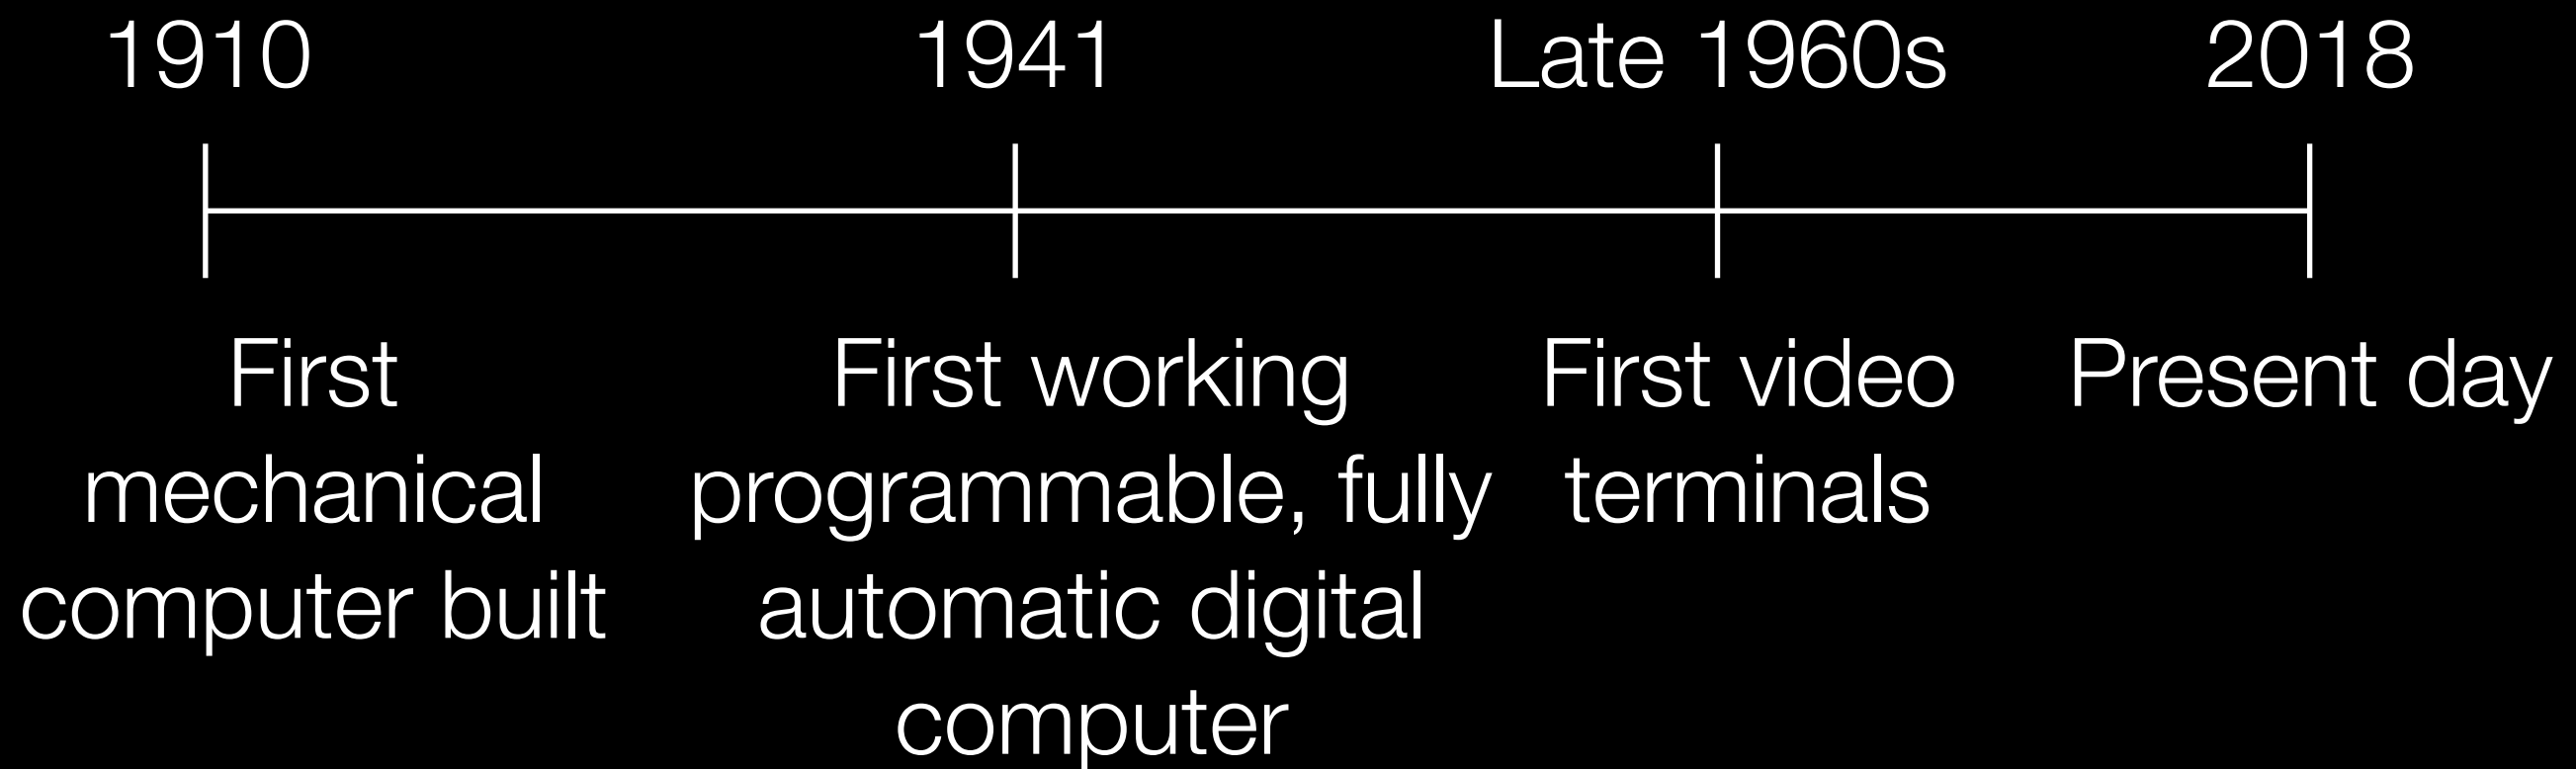 1910
1941
Late 1960s
2018
First
mechanical
computer built
First working
programmable, fully
automatic digital
computer
First video
terminals
Present day